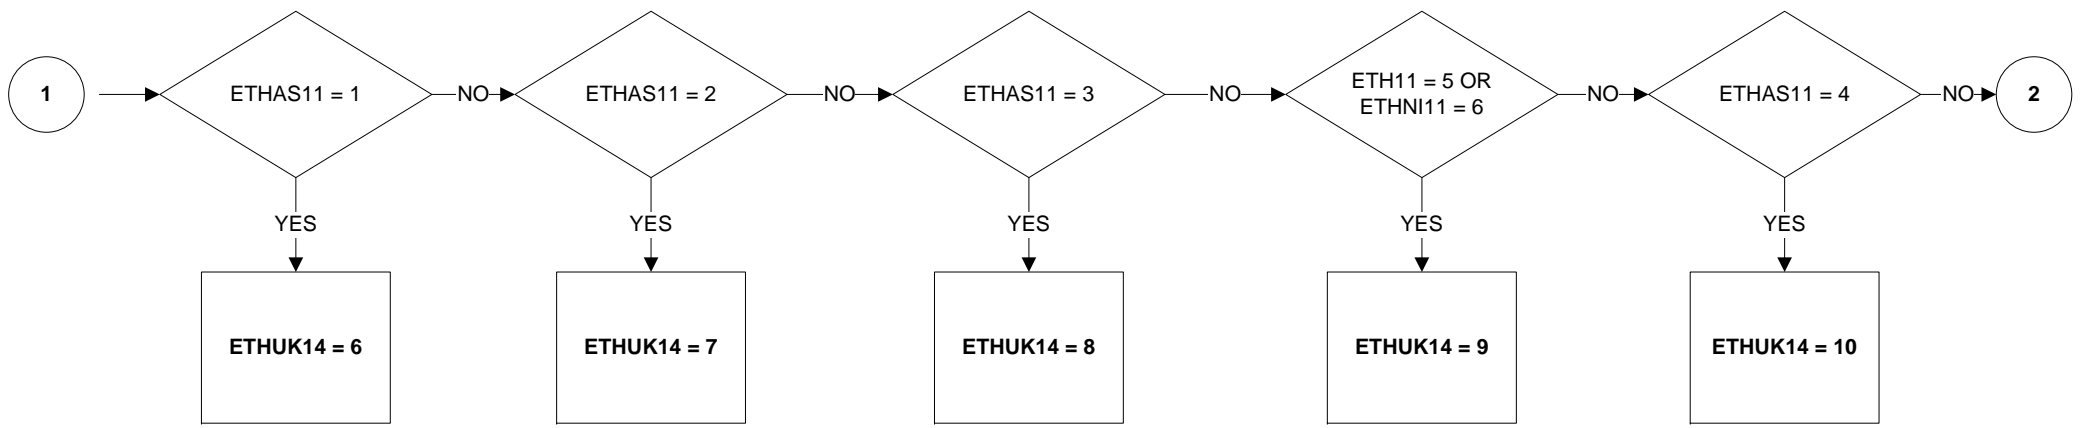 1
ETHAS11 = 1
NO
ETHAS11 = 2
NO
ETHAS11 = 3
NO
ETH11 = 5 OR
ETHNI11 = 6
NO
ETHAS11 = 4
NO
2
YES
YES
YES
YES
YES
ETHUK14 = 6
ETHUK14 = 7
ETHUK14 = 8
ETHUK14 = 9
ETHUK14 = 10